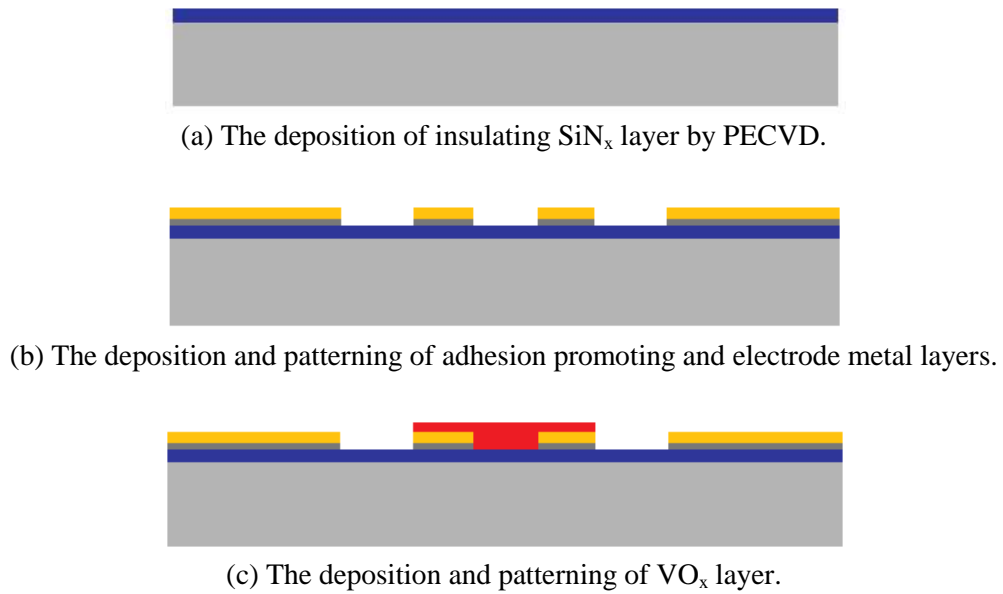 (a) The deposition of insulating SiNₓ layer by PECVD.
(b) The deposition and patterning of adhesion promoting and electrode metal layers.
(c) The deposition and patterning of VOₓ layer.